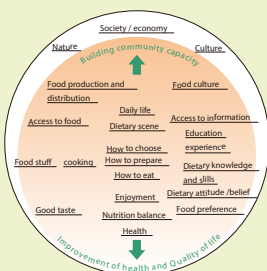 Society / economy
Nature
Culture
Building community capacity
Food production and
distribution
Food culture
Daily life
Access to food
Dietary scene
Access to information
Education
experience
How to choose
How to prepare
How to eat
Food stuff
cooking
Dietary knowledge
and slills
Dietary attitude /belief
Enjoyment
Good taste
Nutrition balance
Food preference
Health
Improvement of health and Quality of life